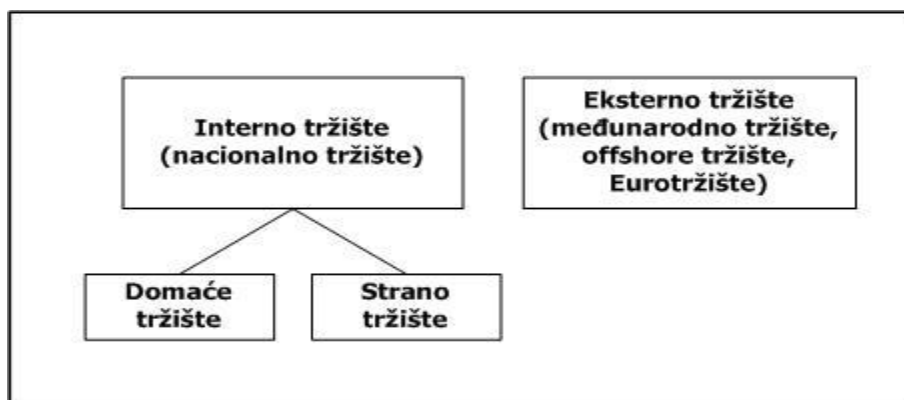 Interno tržište
(nacionalno tržište)
Eksterno tržište
(međunarodno tržište,
offshore tržište,
Eurotržište)
Domaće
tržište
Strano
tržište